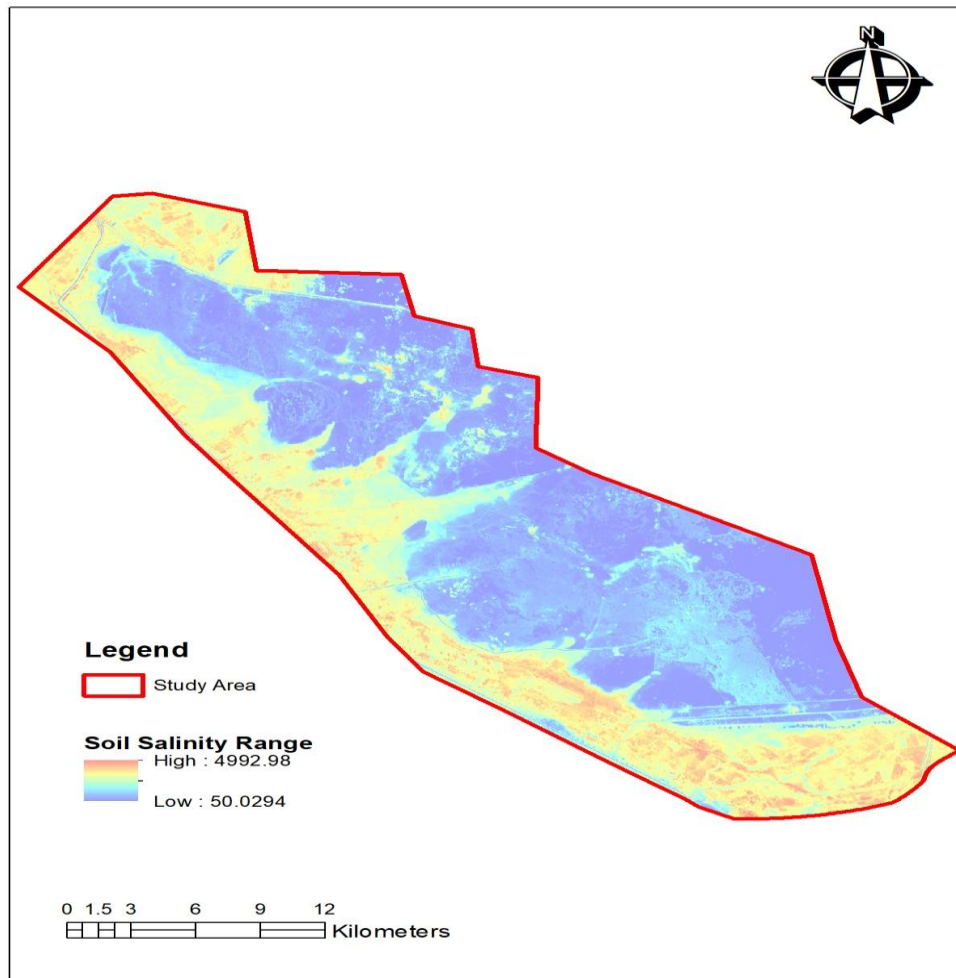 N
Legend
Study Area
Soil Salinity Range
High : 4992.98
Low : 50.0294
0 1.5 3 6 9 12
Kilometers